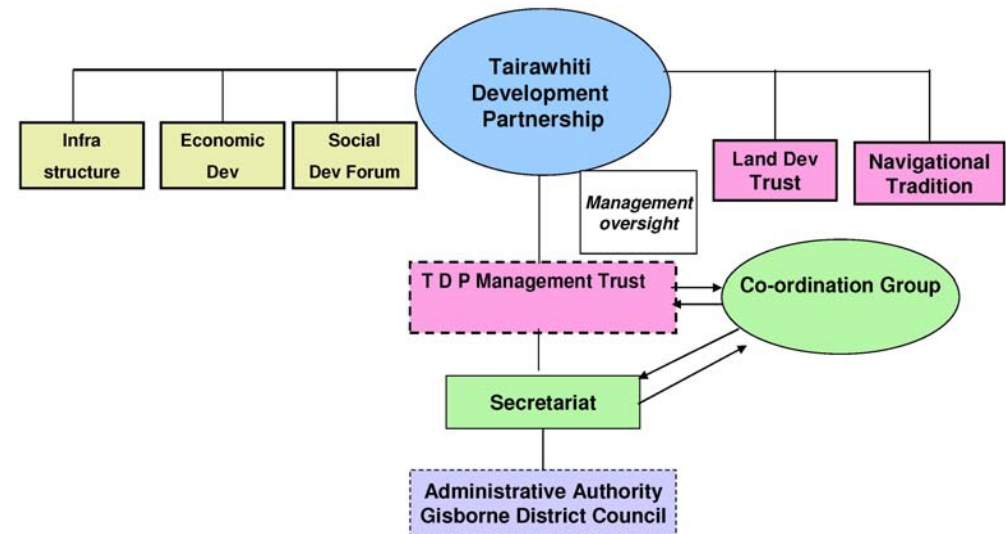 Tairawhiti
Development
Partnership
Infra
structure
Economic
Dev
Social
Dev Forum
Land Dev
Trust
Navigational
Tradition
Management
oversight
T D P Management Trust
Co-ordination Group
Secretariat
Administrative Authority
Gisborne District Council